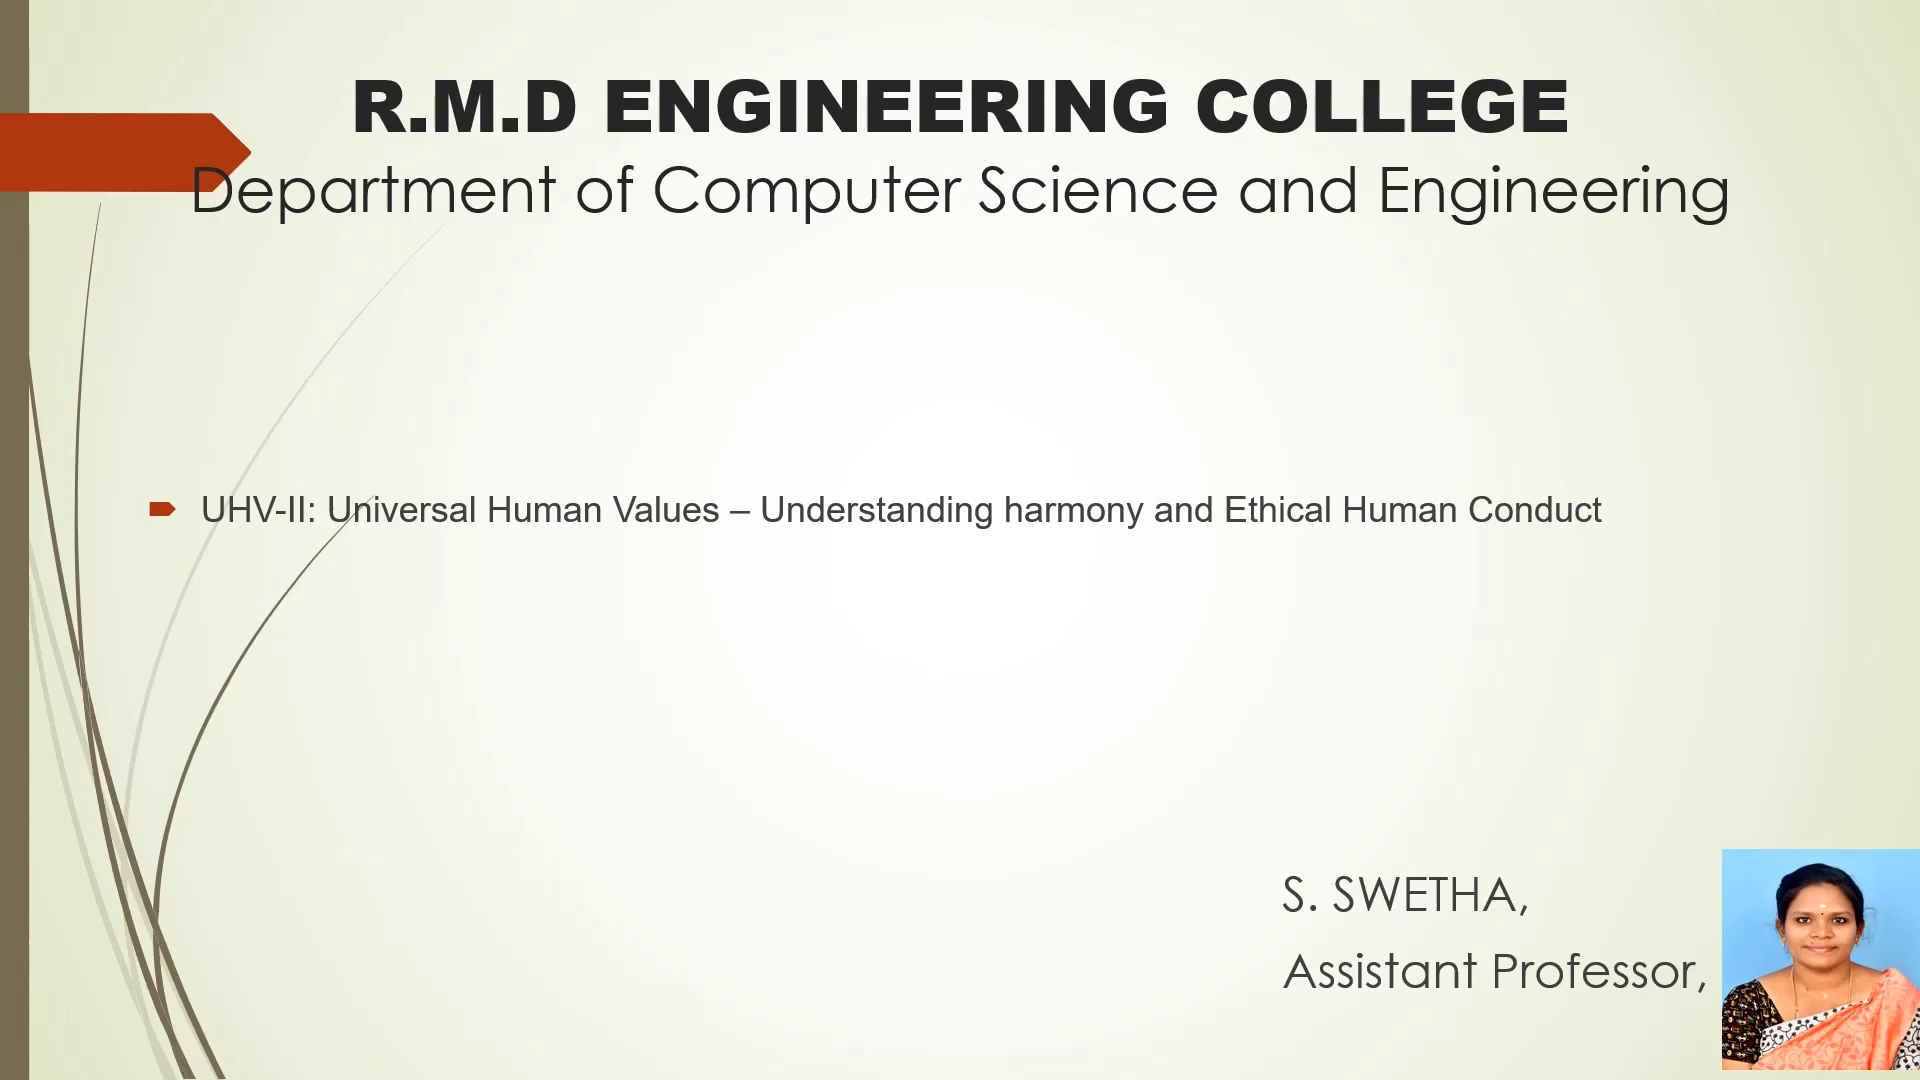 R.M.D ENGINEERING COLLEGE
Department of Computer Science and Engineering
UHV-II: Universal Human Values – Understanding harmony and Ethical Human Conduct
S. SWETHA,
Assistant Professor,